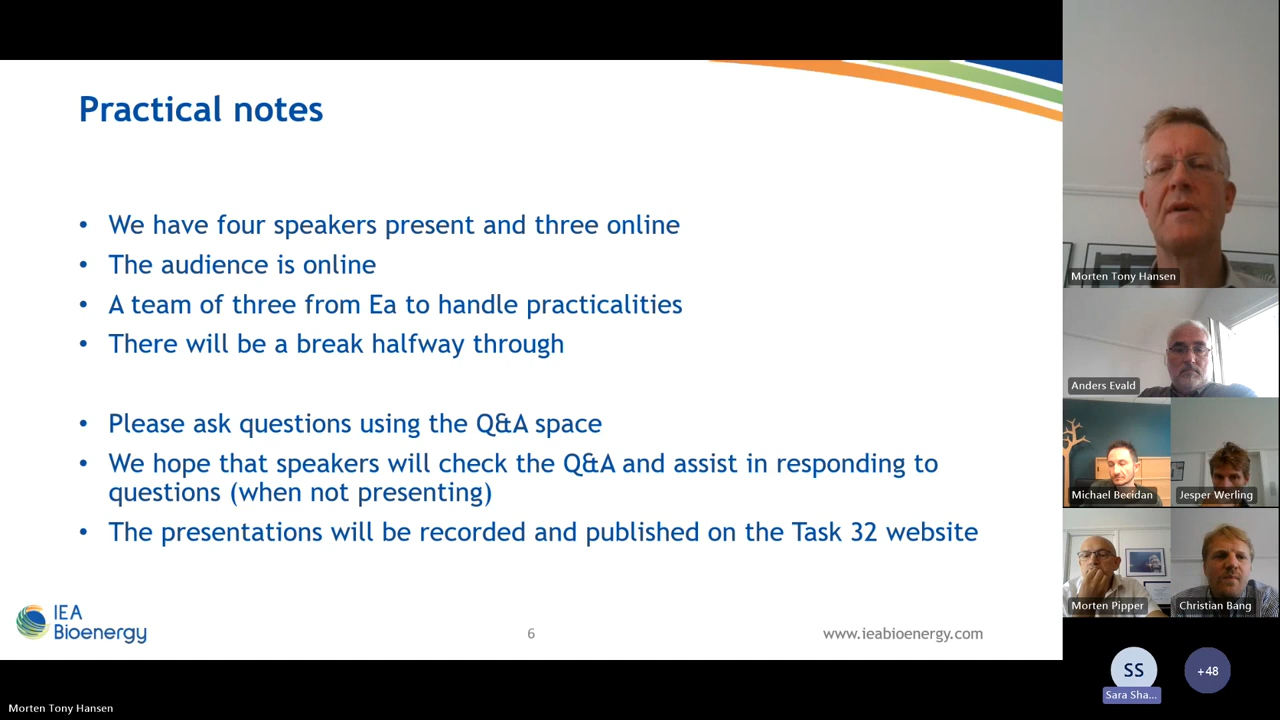 Practical notes
• We have four speakers present and three online
• The audience is online
• A team of three from Ea to handle practicalities
• There will be a break halfway through
• Please ask questions using the Q&A space
• We hope that speakers will check the Q&A and assist in responding to
questions (when not presenting)
• The presentations will be recorded and published on the Task 32 website
IEA
Bioenergy
6
www.ieabioenergy.com
Morten Tony Hansen
Morten Tony Hansen
Anders Evald
Michael Becidan
Jesper Werling
Morten Pipper
Christian Bang
SS
Sara Sha...
+48